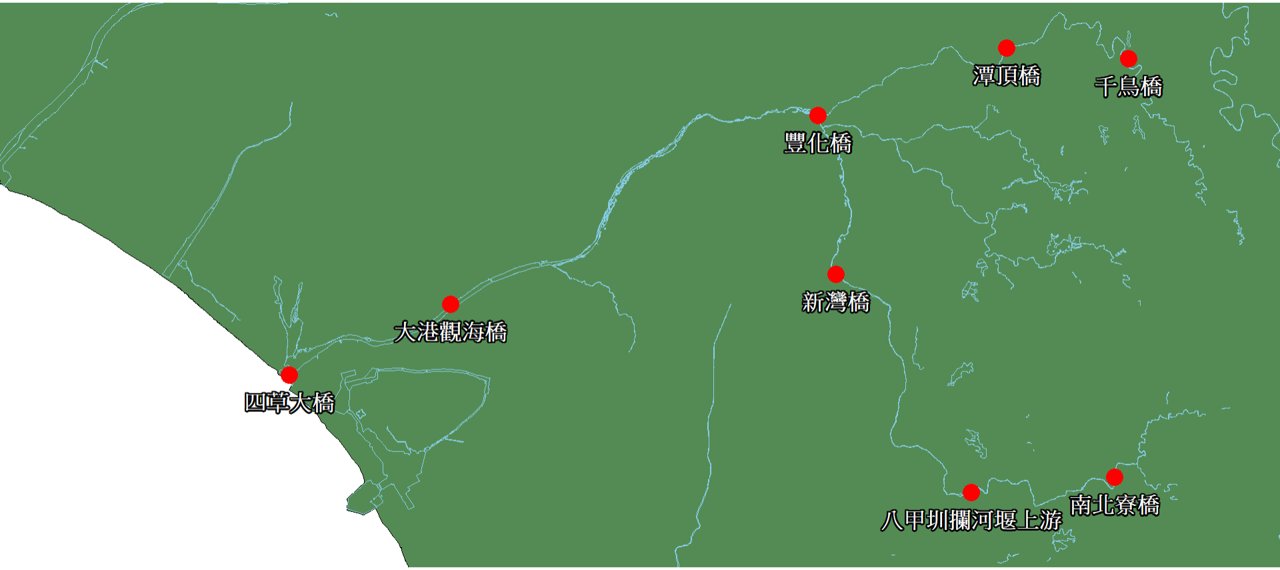 潭頂橋
千鳥橋
豐化橋
新灣橋
大港觀海橋
四草大橋
南北寮橋
八甲圳攔河堰上游